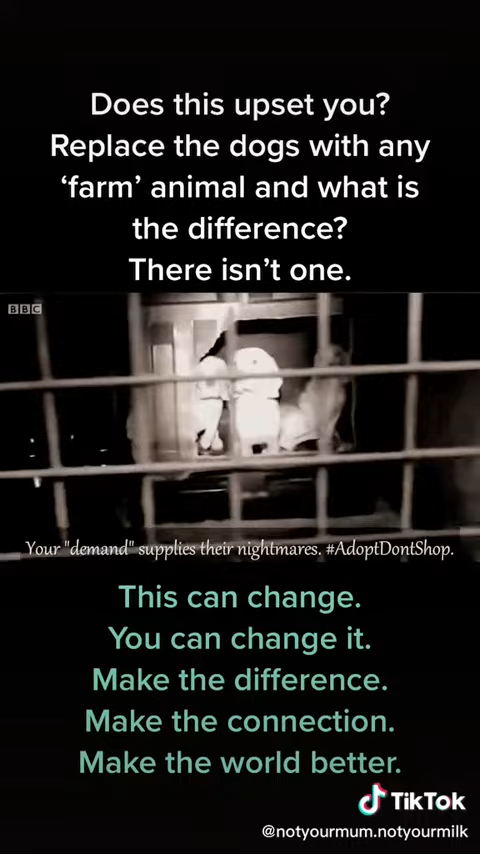 Does this upset you?
Replace the dogs with any
‘farm’ animal and what is
the difference?
There isn’t one.
BBC
Your "demand" supplies their nightmares. #AdoptDontShop.
This can change.
You can change it.
Make the difference.
Make the connection.
Make the world better.
TikTok
@notyourmum.notyourmilk